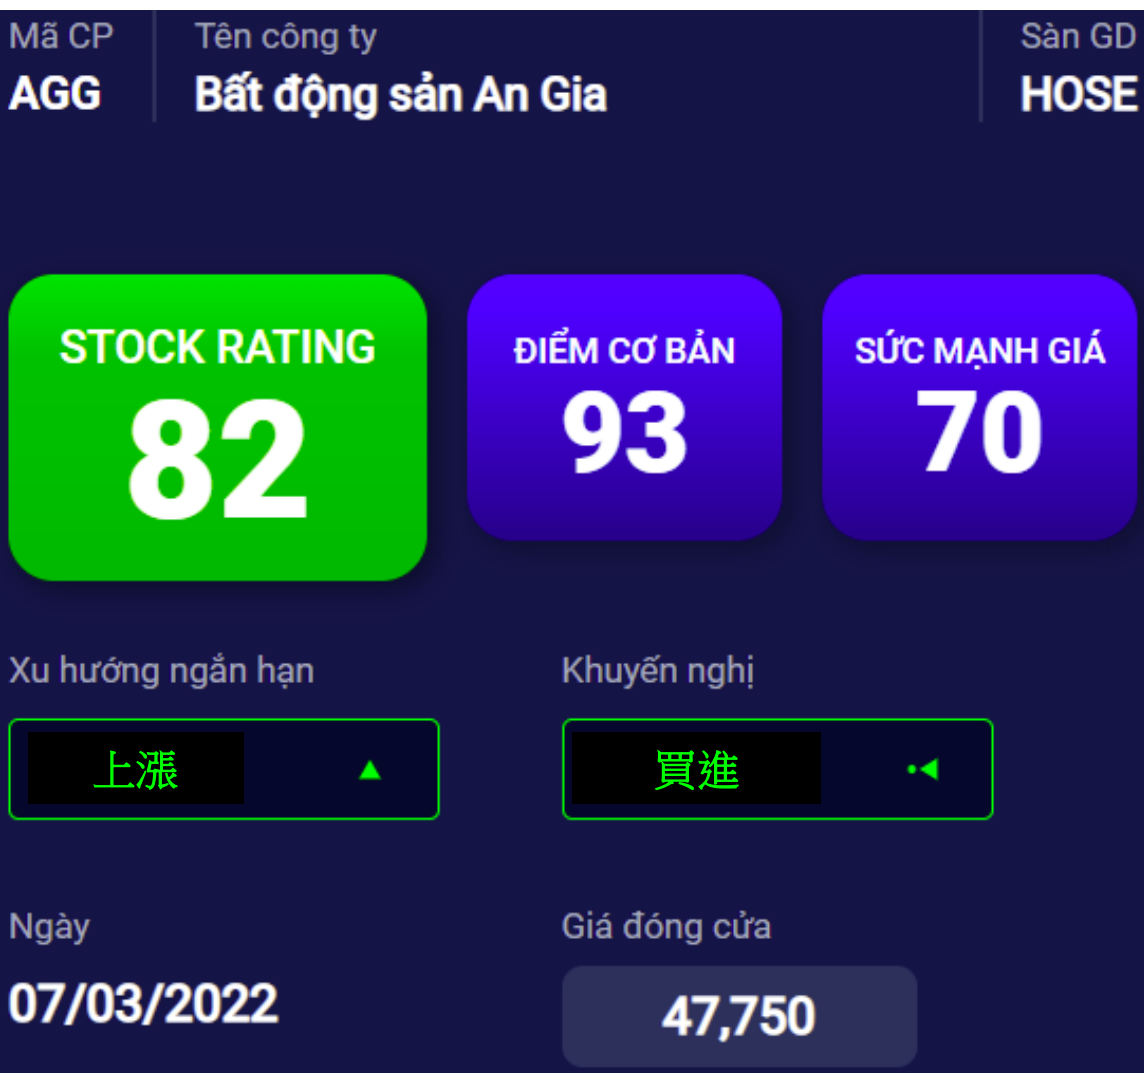 Mã CP
Tên công ty
Sàn GD
AGG
Bất động sản An Gia
HOSE
STOCK RATING
82
ĐIỂM CƠ BẢN
93
SỨC MẠNH GIÁ
70
Xu hướng ngắn hạn
Khuyến nghị
上漲
買進
Ngày
Giá đóng cửa
07/03/2022
47,750